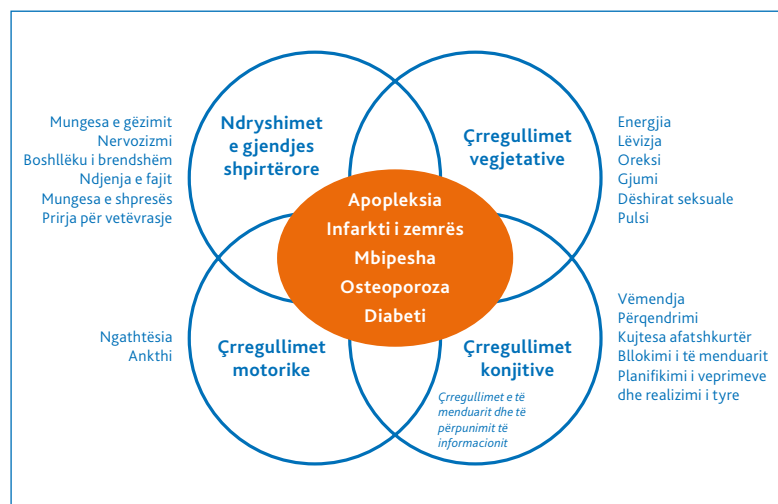 Mungesa e gëzimit
Nervozizmi
Boshllëku i brendshëm
Ndjenja e fajit
Mungesa e shpresës
Prirja për vetëvrasje
Ndryshimet
e gjendjes
shpirtërore
Çrregullimet
vegjetative
Energjia
Lëvizja
Oreksi
Gjumi
Dëshirat seksuale
Pulsi
Apopleksia
Infarkti i zemrës
Mbipesha
Osteoporoza
Diabeti
Ngathtësia
Ankthi
Çrregullimet
motorike
Çrregullimet
konjitive
Çrregullimet e të
menduarit dhe të
përpunimit të
informacionit
Vëmendja
Përqendrimi
Kujtesa afatshkurtër
Bllokimi i të menduarit
Planifikimi i veprimeve
dhe realizimi i tyre